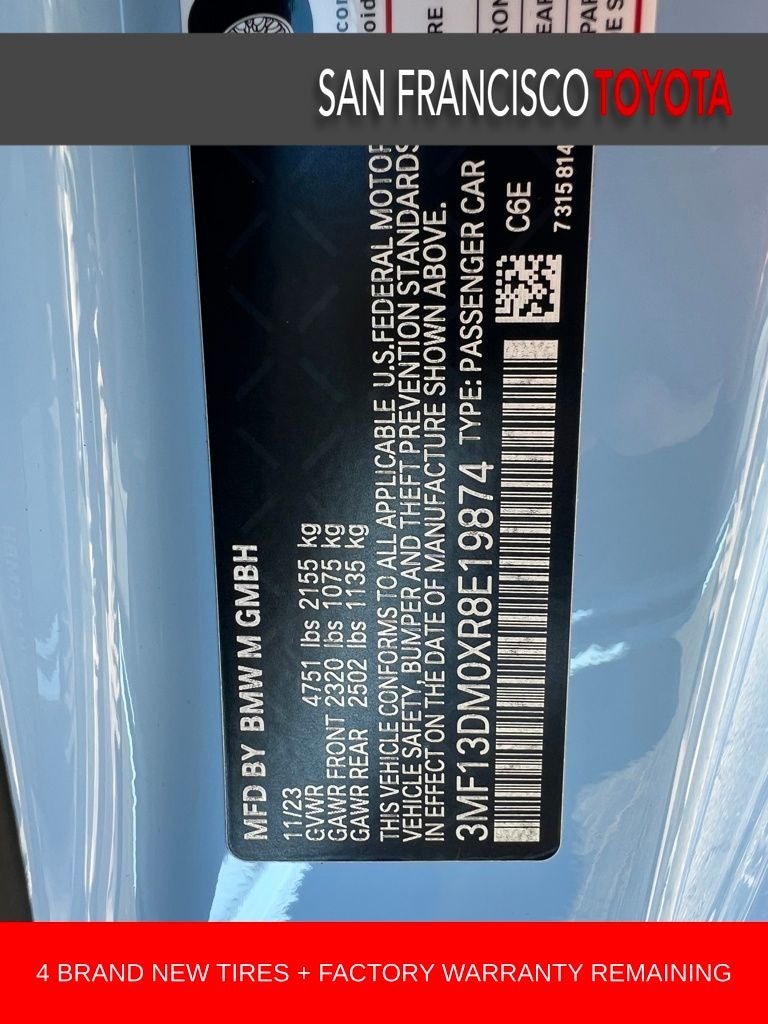 SAN FRANCISCO TOYOTA
MFD BY BMW M GMBH
11/23
GVWR 4751 lbs 2155 kg
GAWR FRONT 2320 lbs 1075 kg
GAWR REAR 2502 lbs 1135 kg
THIS VEHICLE CONFORMS TO ALL APPLICABLE U.S.FEDERAL MOTOR
VEHICLE SAFETY, BUMPER AND THEFT PREVENTION STANDARDS
IN EFFECT ON THE DATE OF MANUFACTURE SHOWN ABOVE.
3MF13DM0XR8E19874 TYPE: PASSENGER CAR
C6E
7315814
4 BRAND NEW TIRES + FACTORY WARRANTY REMAINING